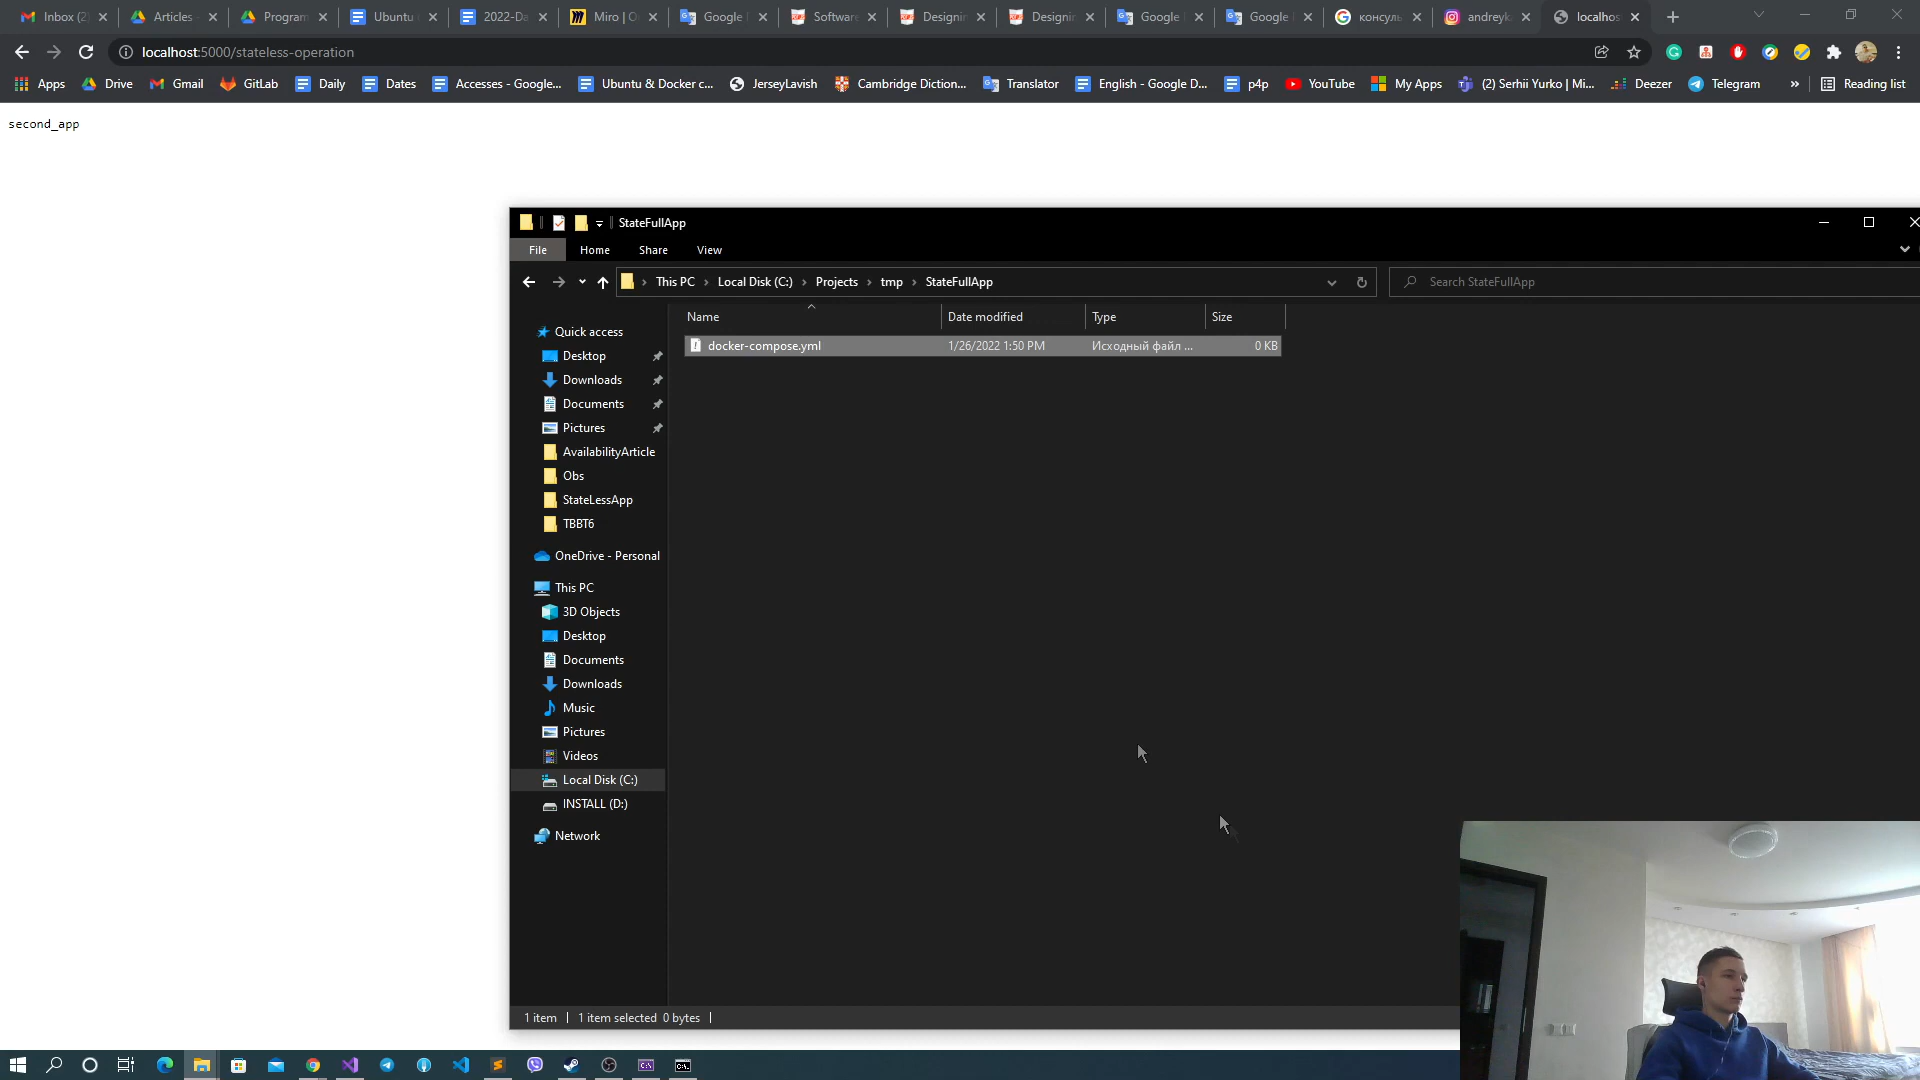 Inbox (2)
Articles -
Program
Ubuntu
2022-Da
Miro | O
Google
Software
Designin
Designin
Google
Google
консуль
andreyk
localhos
localhost:5000/stateless-operation
Apps
Drive
Gmail
GitLab
Daily
Dates
Accesses - Google...
Ubuntu & Docker c...
JerseyLavish
Cambridge Diction...
Translator
English - Google D...
p4p
YouTube
My Apps
(2) Serhii Yurko | Mi...
Deezer
Telegram
»
Reading list
second_app
StateFullApp
File
Home
Share
View
This PC
Local Disk (C:)
Projects
tmp
StateFullApp
Search StateFullApp
Name
Date modified
Type
Size
docker-compose.yml
1/26/2022 1:50 PM
Исходный файл ...
0 KB
Quick access
Desktop
Downloads
Documents
Pictures
AvailabilityArticle
Obs
StateLessApp
TBBT6
OneDrive - Personal
This PC
3D Objects
Desktop
Documents
Downloads
Music
Pictures
Videos
Local Disk (C:)
INSTALL (D:)
Network
1 item
1 item selected 0 bytes